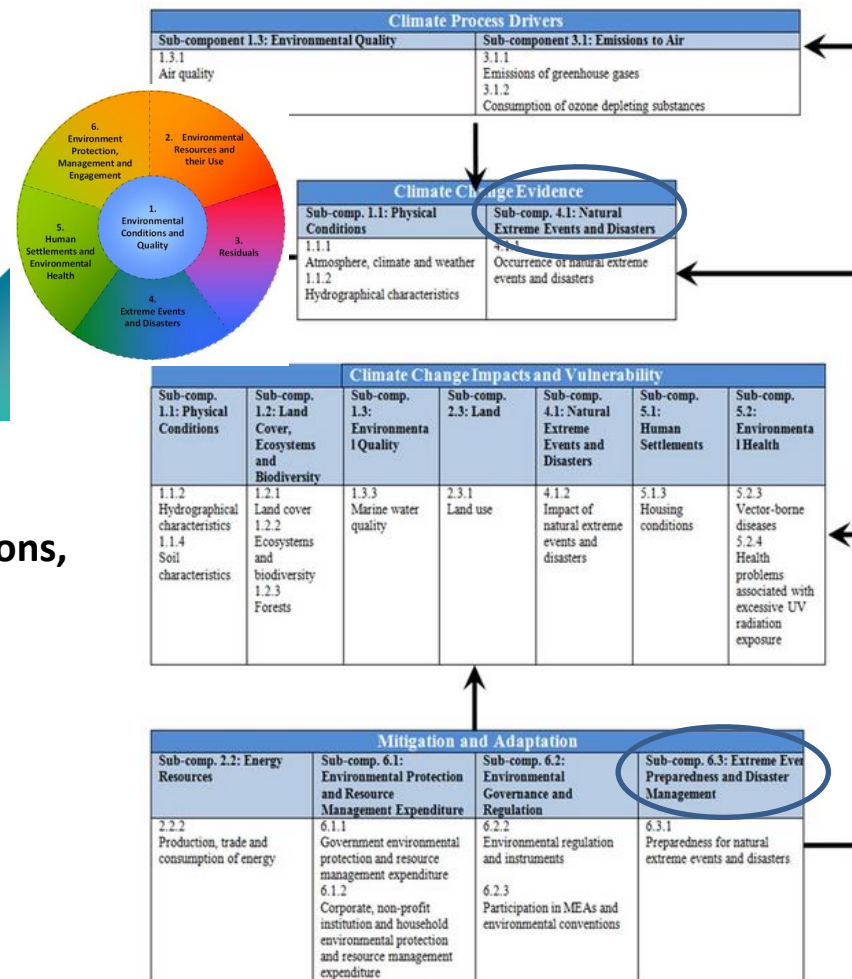 Climate Process Drivers
Sub-component 1.3: Environmental Quality
Sub-component 3.1: Emissions to Air
1.3.1
Air quality
3.1.1
Emissions of greenhouse gases
3.1.2
Consumption of ozone depleting substances
6.
Environment
Protection,
Management and
Engagement
2. Environmental
Resources and
their Use
1.
Environmental
Conditions and
Quality
5.
Human
Settlements and
Environmental
Health
3.
Residuals
4.
Extreme Events
and Disasters
Climate Change Evidence
Sub-comp. 1.1: Physical
Conditions
Sub-comp. 4.1: Natural
Extreme Events and Disasters
1.1.1
Atmosphere, climate and weather
1.1.2
Hydrographical characteristics
4.1.1
Occurrence of natural extreme
events and disasters
Climate Change Impacts and Vulnerability
Sub-comp.
1.1: Physical
Conditions
Sub-comp.
1.2: Land
Cover,
Ecosystems
and
Biodiversity
Sub-comp.
1.3:
Environmenta
l Quality
Sub-comp.
2.3: Land
Sub-comp.
4.1: Natural
Extreme
Events and
Disasters
Sub-comp.
5.1:
Human
Settlements
Sub-comp.
5.2:
Environmenta
l Health
1.1.2
Hydrographical
characteristics
1.1.4
Soil
characteristics
1.2.1
Land cover
1.2.2
Ecosystems
and
biodiversity
1.2.3
Forests
1.3.3
Marine water
quality
2.3.1
Land use
4.1.2
Impact of
natural extreme
events and
disasters
5.1.3
Housing
conditions
5.2.3
Vector-borne
diseases
5.2.4
Health
problems
associated with
excessive UV
radiation
exposure
ons,
Mitigation and Adaptation
Sub-comp. 2.2: Energy
Resources
Sub-comp. 6.1:
Environmental Protection
and Resource
Management Expenditure
Sub-comp. 6.2:
Environmental
Governance and
Regulation
Sub-comp. 6.3: Extreme Even
Preparedness and Disaster
Management
2.2.2
Production, trade and
consumption of energy
6.1.1
Government environmental
protection and resource
management expenditure
6.1.2
Corporate, non-profit
institution and household
environmental protection
and resource management
expenditure
6.2.2
Environmental regulation
and instruments
6.2.3
Participation in MEAs and
environmental conventions
6.3.1
Preparedness for natural
extreme events and disasters